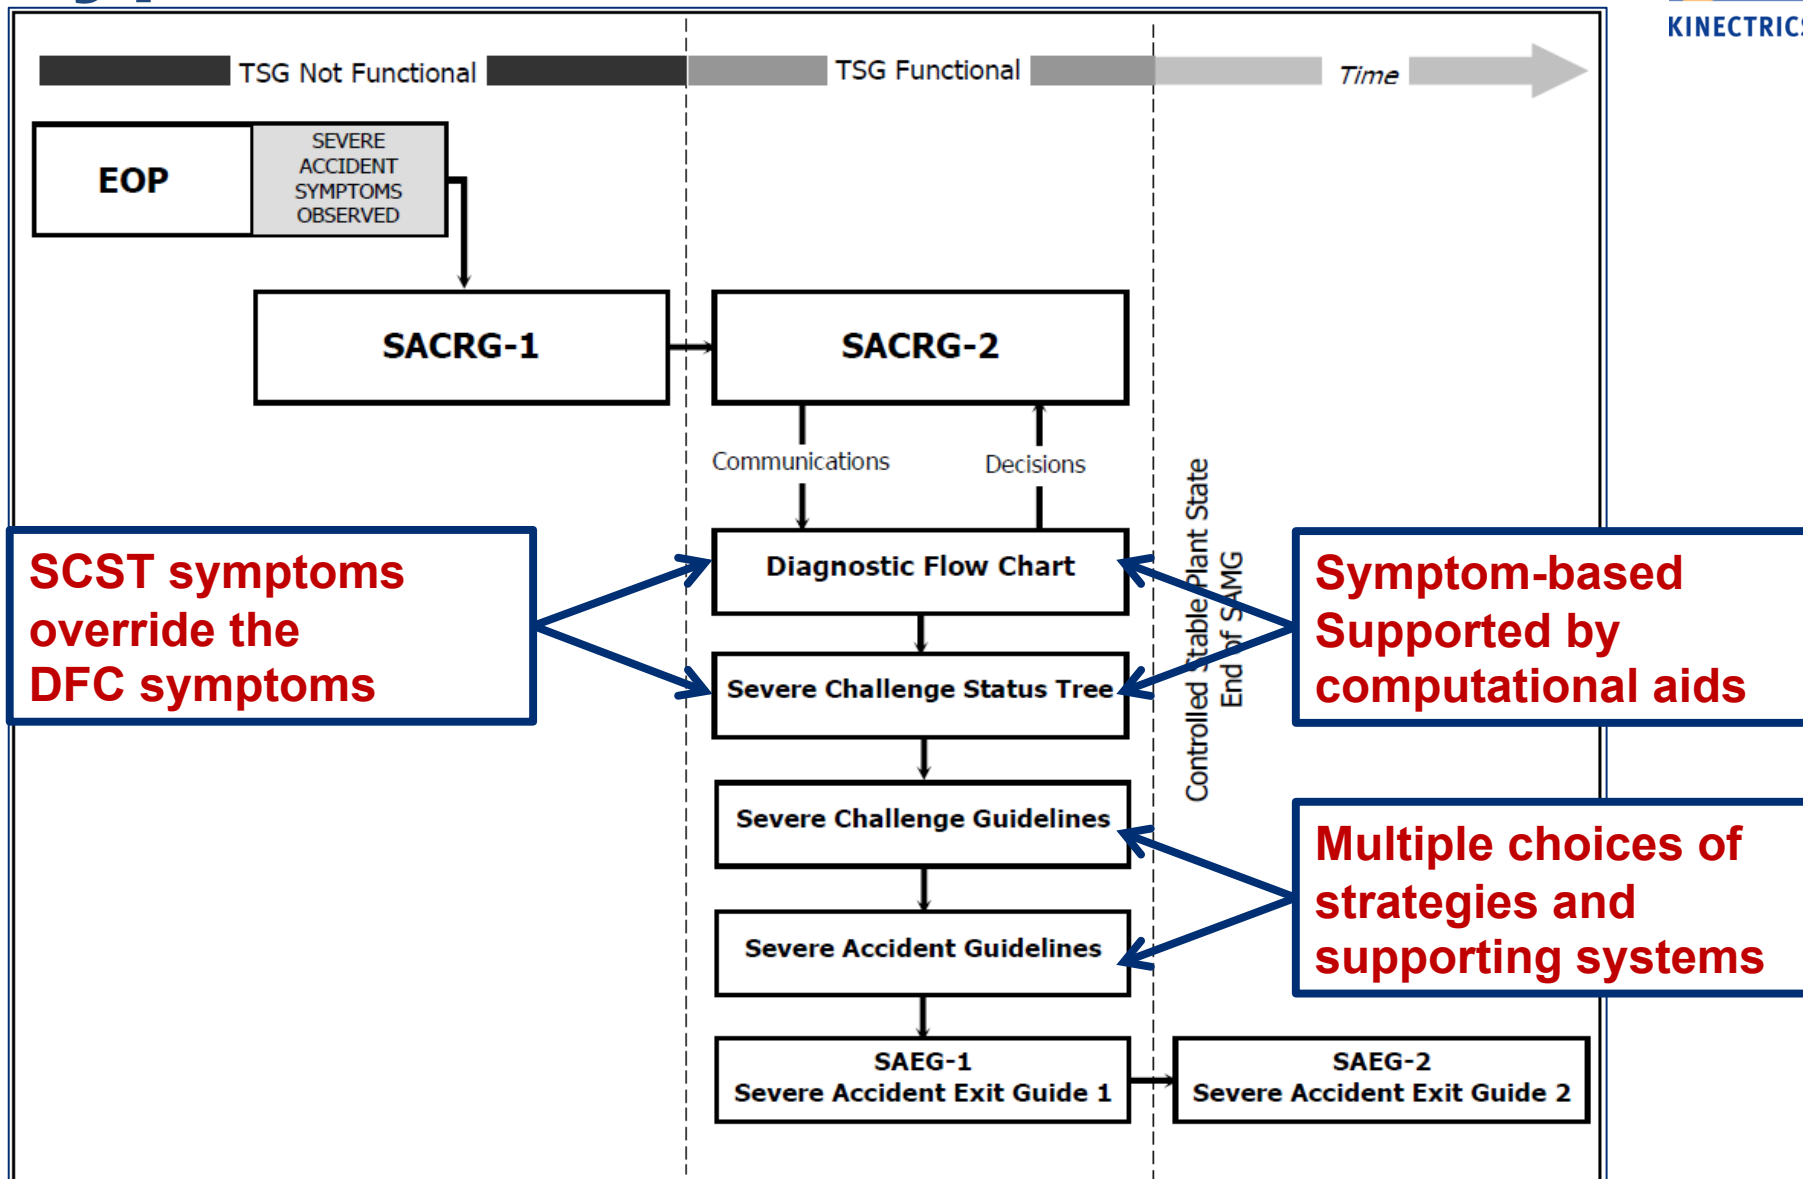 KINECTRICS
TSG Not Functional
TSG Functional
Time
EOP
SEVERE
ACCIDENT
SYMPTOMS
OBSERVED
SACRG-1
SACRG-2
Communications
Decisions
SCST symptoms
override the
DFC symptoms
Diagnostic Flow Chart
Severe Challenge Status Tree
Controlled Stable Plant State
End of SAMG
Symptom-based
Supported by
computational aids
Severe Challenge Guidelines
Severe Accident Guidelines
Multiple choices of
strategies and
supporting systems
SAEG-1
Severe Accident Exit Guide 1
SAEG-2
Severe Accident Exit Guide 2